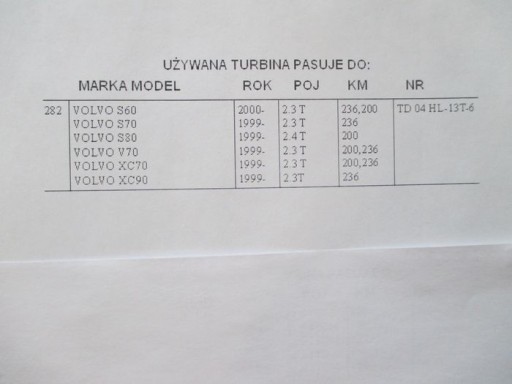 UŻYWANA TURBINA PASUJE DO:
MARKA MODEL ROK POJ KM NR
282 VOLVO S60 2000- 2.3 T 236,200 TD 04 HL-13T-6
VOLVO S70 1999- 2.3 T 236
VOLVO S80 1999- 2.4 T 200
VOLVO V70 1999- 2.3 T 200,236
VOLVO XC70 1999- 2.3 T 200,236
VOLVO XC90 1999- 2.3T 236